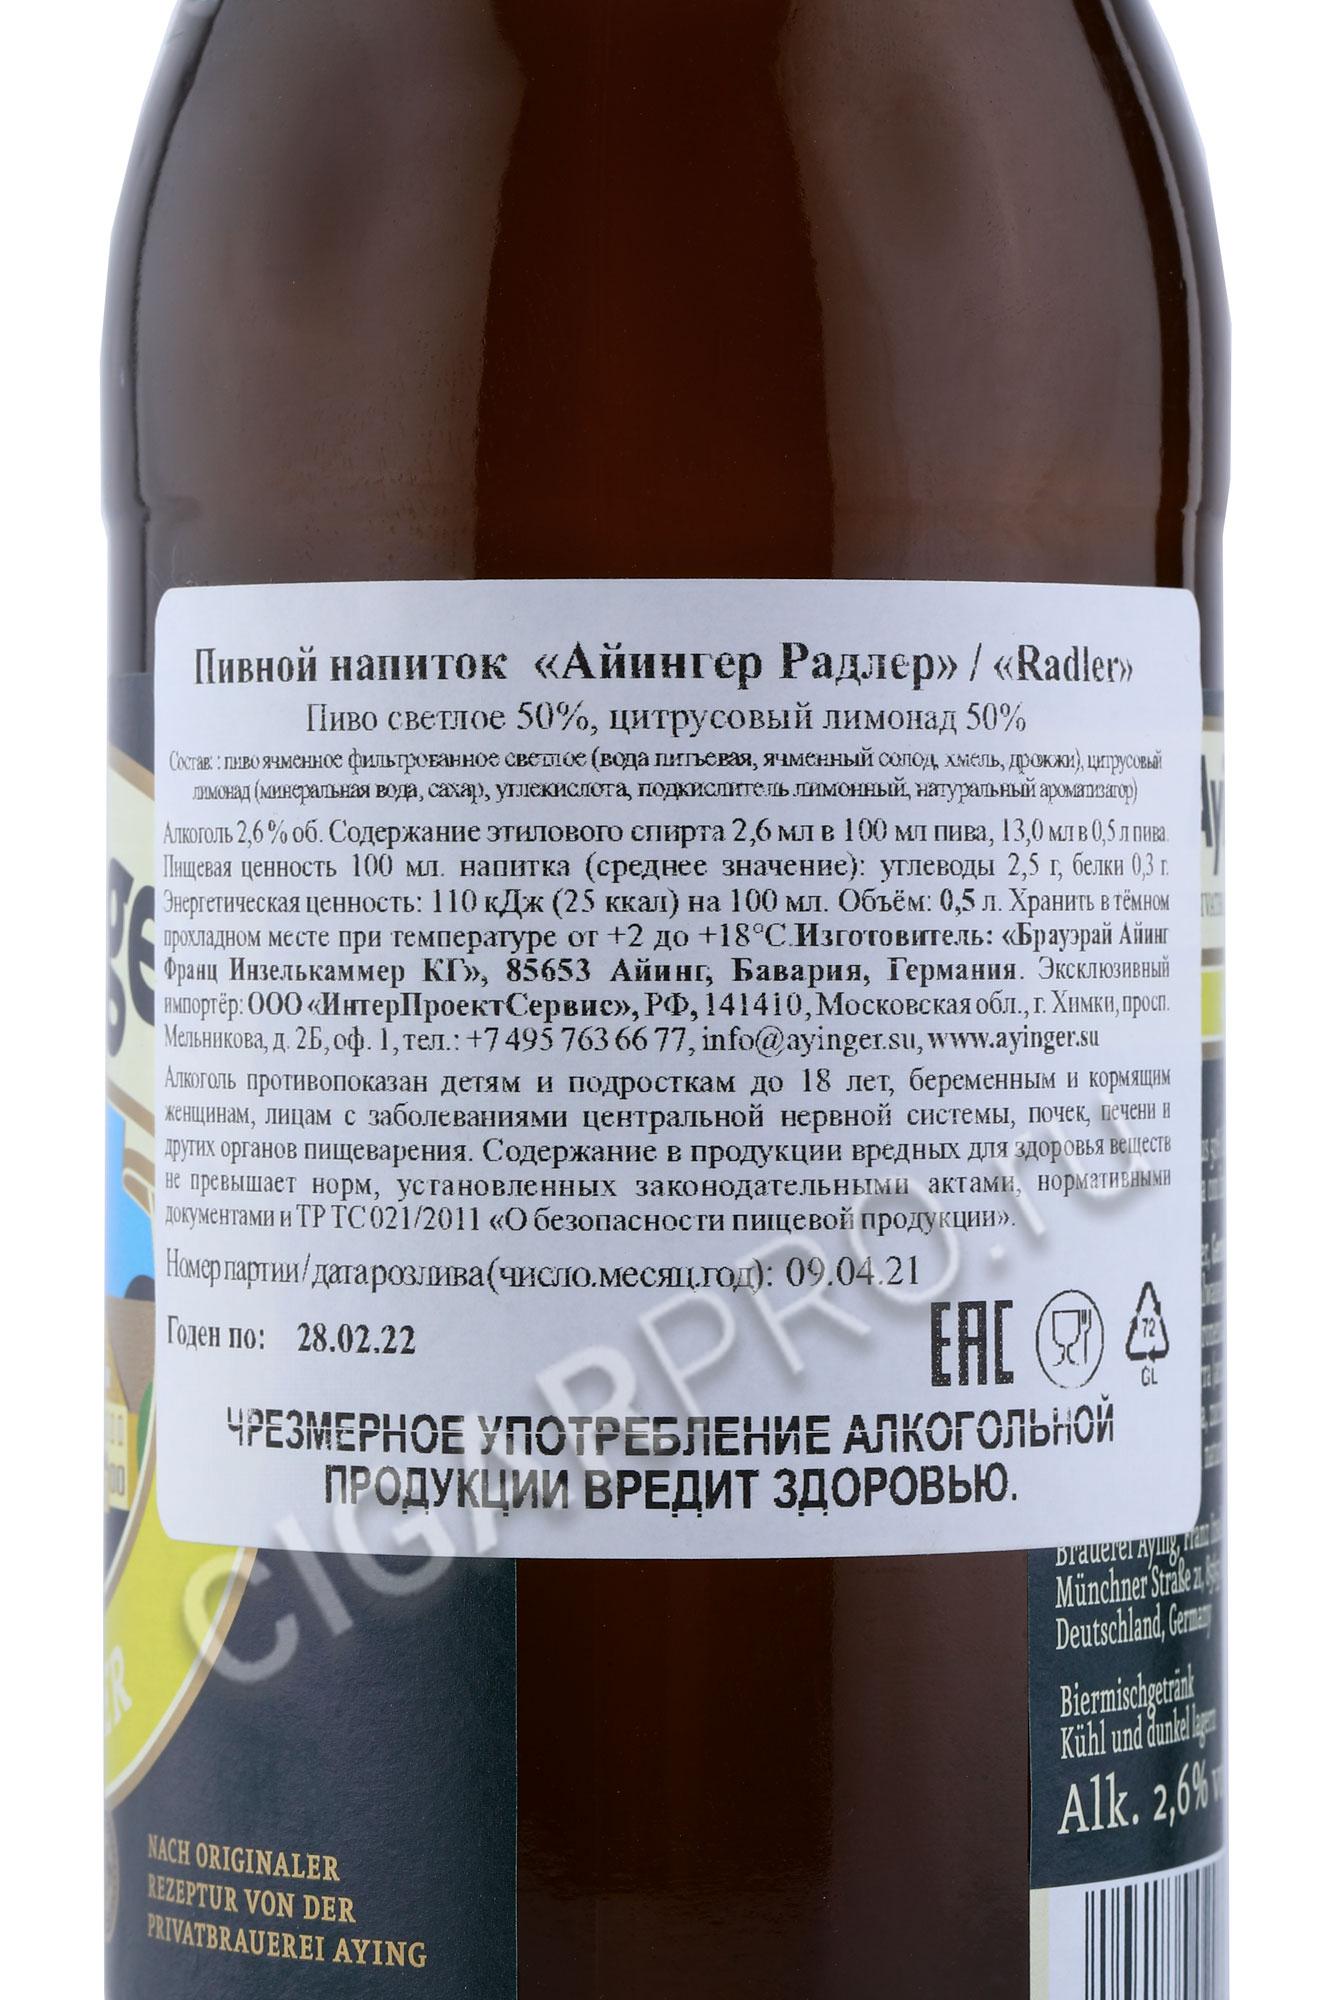 Пивной напиток «Айингер Радлер» / «Radler»
Пиво светлое 50%, цитрусовый лимонад 50%
Состав: : пиво ячменное фильтрованное светлое (вода питьевая, ячменный солод, хмель, дрожжи), цитрусовый
лимонад (минеральная вода, сахар, углекислота, подкислитель лимонный, натуральный ароматизатор)
Алкоголь 2,6 % об. Содержание этилового спирта 2,6 мл в 100 мл пива, 13,0 мл в 0,5 л пива.
Пищевая ценность 100 мл. напитка (среднее значение): углеводы 2,5 г, белки 0,3 г.
Энергетическая ценность: 110 кДж (25 ккал) на 100 мл. Объём: 0,5 л. Хранить в тёмном
прохладном месте при температуре от +2 до +18°С.Изготовитель: «Брауэрай Айинг
Франц Инзелькаммер КГ», 85653 Айинг, Бавария, Германия. Эксклюзивный
импортёр: ООО «ИнтерПроектСервис», РФ, 141410, Московская обл., г. Химки, просп.
Мельникова, д. 2Б, оф. 1, тел.: +7 495 763 66 77, info@ayinger.su, www.ayinger.su
Алкоголь противопоказан детям и подросткам до 18 лет, беременным и кормящим
женщинам, лицам с заболеваниями центральной нервной системы, почек, печени и
других органов пищеварения. Содержание в продукции вредных для здоровья веществ
не превышает норм, установленных законодательными актами, нормативными
документами и ТР ТС 021/2011 «О безопасности пищевой продукции».
Номер партии/дата розлива(число.месяц.год): 09.04.21
Годен по: 28.02.22
EAC
72
GL
ЧРЕЗМЕРНОЕ УПОТРЕБЛЕНИЕ АЛКОГОЛЬНОЙ
ПРОДУКЦИИ ВРЕДИТ ЗДОРОВЬЮ.
CIGARPRO.ru
Brauerei Aying, Franz
Münchner Straße 21,
Deutschland, Germany
Biermischgetränk
Kühl und dunkel lagern
Alk. 2,6%
NACH ORIGINALER
REZEPTUR VON DER
PRIVATBRAUEREI AYING